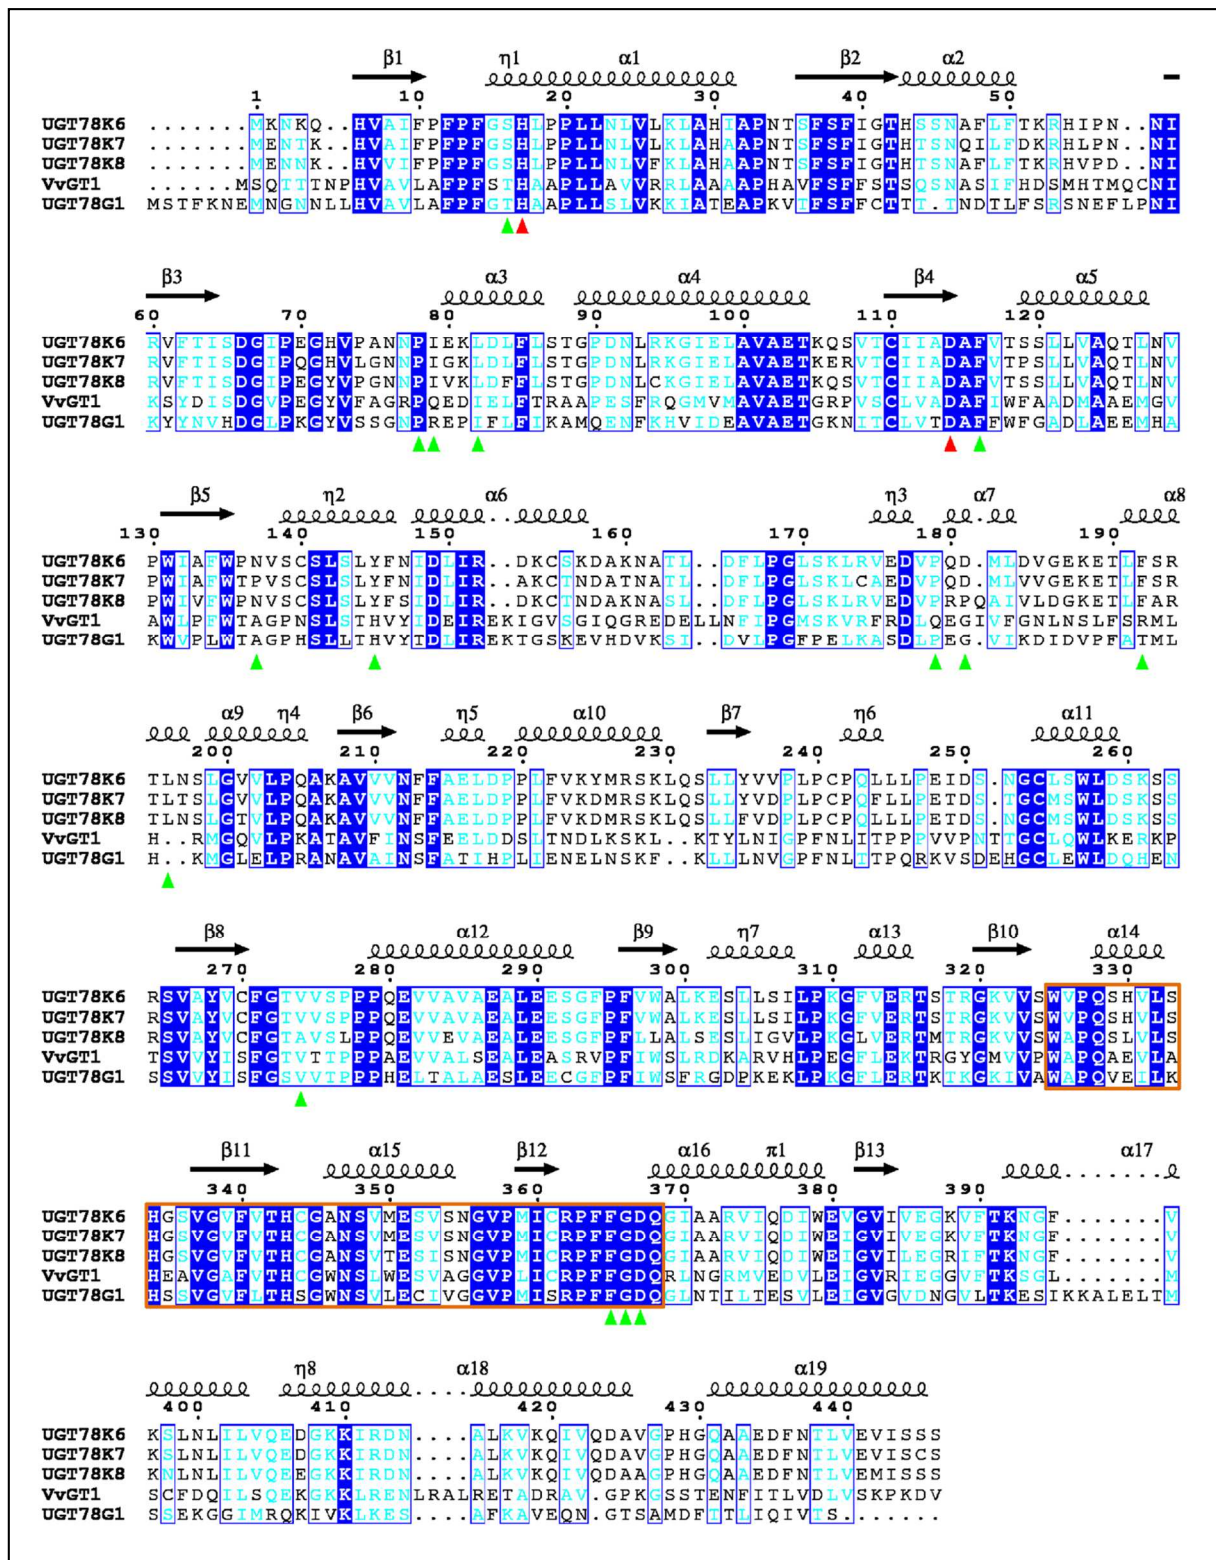 β1 η1 α1 β2 α2
1 10 20 30 40 50
UGT78K6 .......MKNKQ..HVAIFPFPFGSHLPPLLNLVLKLAHIAPNTSFSFIGTHSSNAFLFTKRHIPN..NI
UGT78K7 .......MENTK..HVAIFPFPFGSHLPPLLNLVLKLAHAAPNTSFSFIGTHTSNQILFDKRHLPN..NI
UGT78K8 .......MENNK..HVAIFPFPFGSHLPPLLNLVFKLAHAAPNTSFSFIGTHTSNAFLFTKRHVPD..NI
VvGT1 ......MSQTTTNPHVAVLAFPFSTHAAPLLAVVRRLAAAAPHAVFSFFSTSQSNASIFHDSMHTMQCNI
UGT78G1 MSTFKNEMNGNNLLHVAVLAFPFGTHAAPLLSLVKKIATEAPKVTFSFFCTTT.TNDTLFSRSNEFLPNI
β3 α3 α4 β4 α5
60 70 80 90 100 110 120
UGT78K6 RVFTISDGIPEGHVPANNPIEKLDLFLSTGPDNLRKGIELAVAETKQSVTCIIADAFVTSSLLVAQTLNV
UGT78K7 RVFTISDGIPQGHVLGNNPIGKLDLFLSTGPDNLRKGIELAVAETKERVTCIIADAFVTPSLLVAQTLNV
UGT78K8 RVFTISDGIPEGYVPGNNPIVKLDFFLSTGPDNLCKGIELAVAETKQSVTCIIADAFVTSSLLVAQTLNV
VvGT1 KSYDISDGVPEGYVFAGRPQEDIELFTRAAPESFRQGMVMAVAETGRPVSCLVADAFIWFAADMAAEMGV
UGT78G1 KYYNVHDGLPKGYVSSGNPREPIFLFIKAMQENFKHVIDEAVAETGKNITCLVTDAFFWFGADLAEEMHA
β5 η2 α6 η3 α7 α8
130 140 150 160 170 180 190
UGT78K6 PWIAFWPNVSCSLSLYFNIDLIR..DKCSKDAKNATL..DFLPGLSKLRVEDVPQD.MLDVGEKETLFSR
UGT78K7 PWIAFWTPVSCSLSLYFNIDLIR..AKCTNDATNATL..DFLPGLSKLCAEDVPQD.MLVVGEKETLFSR
UGT78K8 PWIVFWPNVSCSLSLYFSIDLIR..DKCTNDAKNASL..DFLPGLSKLRVEDVPRPQAIVLDGKETLFAR
VvGT1 AWLPFWTAGPNSLSTHVYIDEIREKIGVSGIQGREDELLNFIPGMSKVRFRDLQEGIVFGNLNSLFSRML
UGT78G1 KWVPLWTAGPHSLLTHVYTDLIREKTGSKEVHDVKSI..DVLPGFPELKASDLPEG.VIKDIDVPFATML
α9 η4 β6 η5 α10 β7 η6 α11
200 210 220 230 240 250 260
UGT78K6 TLNSLGVVLPQAKAVVVNFFAELDPPLFVKYMRSKLQSLLYVVPLPCPQLLLPEIDS.NGCLSWLDSKSS
UGT78K7 TLTSLGVVLPQAKAVVVNFFAELDPPLFVKDMRSKLQSLLYVDPLPCPQFLLPETDS.TGCMSWLDSKSS
UGT78K8 TLNSLGTVLPQAKAVVVNFFAELDPPLFVKDMRSKLQSLLFVDPLPCPQLLLPETDS.NGCMSWLDSKSS
VvGT1 H..RMGQVLPKATAVFINSFEELDDSLTNDLKSKL..KTYLNIGPFNLITPPPVVPNTTGCLQWLKERKP
UGT78G1 H..KMGLELPRANAVAINSFATIHPLIENELNSKF..KLLLNVGPFNLTTPQRKVSDEHGCLEWLDQHEN
β8 α12 β9 η7 α13 β10 α14
270 280 290 300 310 320 330
UGT78K6 RSVAYVCFGTVVSPPPQEVVAVAEALEESGFPFVWALKESLLSILPKGFVERTSTRGKVVSWVPQSHVLS
UGT78K7 RSVAYVCFGTVVSPPPQEVVAVAEALEESGFPFVWALKESLLSILPKGFVERTSTRGKVVSWVPQSHVLS
UGT78K8 RSVAYVCFGTAVSLPPQEVVEVAEALEESGFPFLLALSESLIGVLPKGLVERTMTRGKVVSWVPQSLVLS
VvGT1 TSVVYISFGTVTTPPPAEVVALSEALEASRVPFIWSLRDKARVHLPEGFLEKTRGYGMVVPWAPQAEVLA
UGT78G1 SSVVYISFGSVVTPPPHELTALAESLEECGFPFIWSFRGDPKEKLPKGFLERTKTKGKIVAWAPQVEILK
β11 α15 β12 α16 π1 β13 α17
340 350 360 370 380 390
UGT78K6 HGSVGVFVTHCGANSVMESVSNGVPMICRPFFGDQGIAARVIQDIWEVGVIVEGKVFTKNGF.......V
UGT78K7 HGSVGVFVTHCGANSVMESVSNGVPMICRPFFGDQGIAARVIQDIWEIGVIVEGKVFTKNGF.......V
UGT78K8 HGSVGVFVTHCGANSVTESISNGVPMICRPFFGDQGIAARVIQDIWEIGVILEGRIFTKNGF.......V
VvGT1 HEAVGAFVTHCGWNSLWESVAGGVPLICRPFFGDQRLNGRMVEDVLEIGVRIEGGVFTKSGL.......M
UGT78G1 HSSVGVFLTHSGWNSVLECIVGGVPMISRPFFGDQGLNTILTESVLEIGVGVDNGVLTKESIKKALELTM
η8 α18 α19
400 410 420 430 440
UGT78K6 KSLNLILVQEDGKKIRDN....ALKVKQIVQDAVGPHGQAAEDFNTLVEVISSS
UGT78K7 KSLNLILVQEDGKKIRDN....ALKVKQIVQDAVGPHGQAAEDFNTLVEVISCS
UGT78K8 KNLNLILVQEEGKKIRDN....ALKVKQIVQDAAGPHGQAAEDFNTLVEMISSS
VvGT1 SCFDQILSQEKGKKLRENLRALRETADRAV.GPKGSSTENFITLVDLVSKPKDV
UGT78G1 SSEKGGIMRQKIVKLKES....AFKAVEQN.GTSAMDFTTLIQIVTS.......